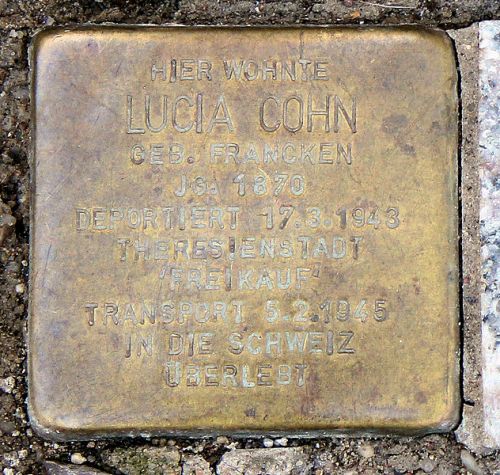 HIER WOHNTE
LUCIA COHN
GEB. FRANCKEN
JG. 1870
DEPORTIERT 17.3.1943
THERESIENSTADT
'FREIKAUF'
TRANSPORT 5.2.1945
IN DIE SCHWEIZ
ÜBERLEBT